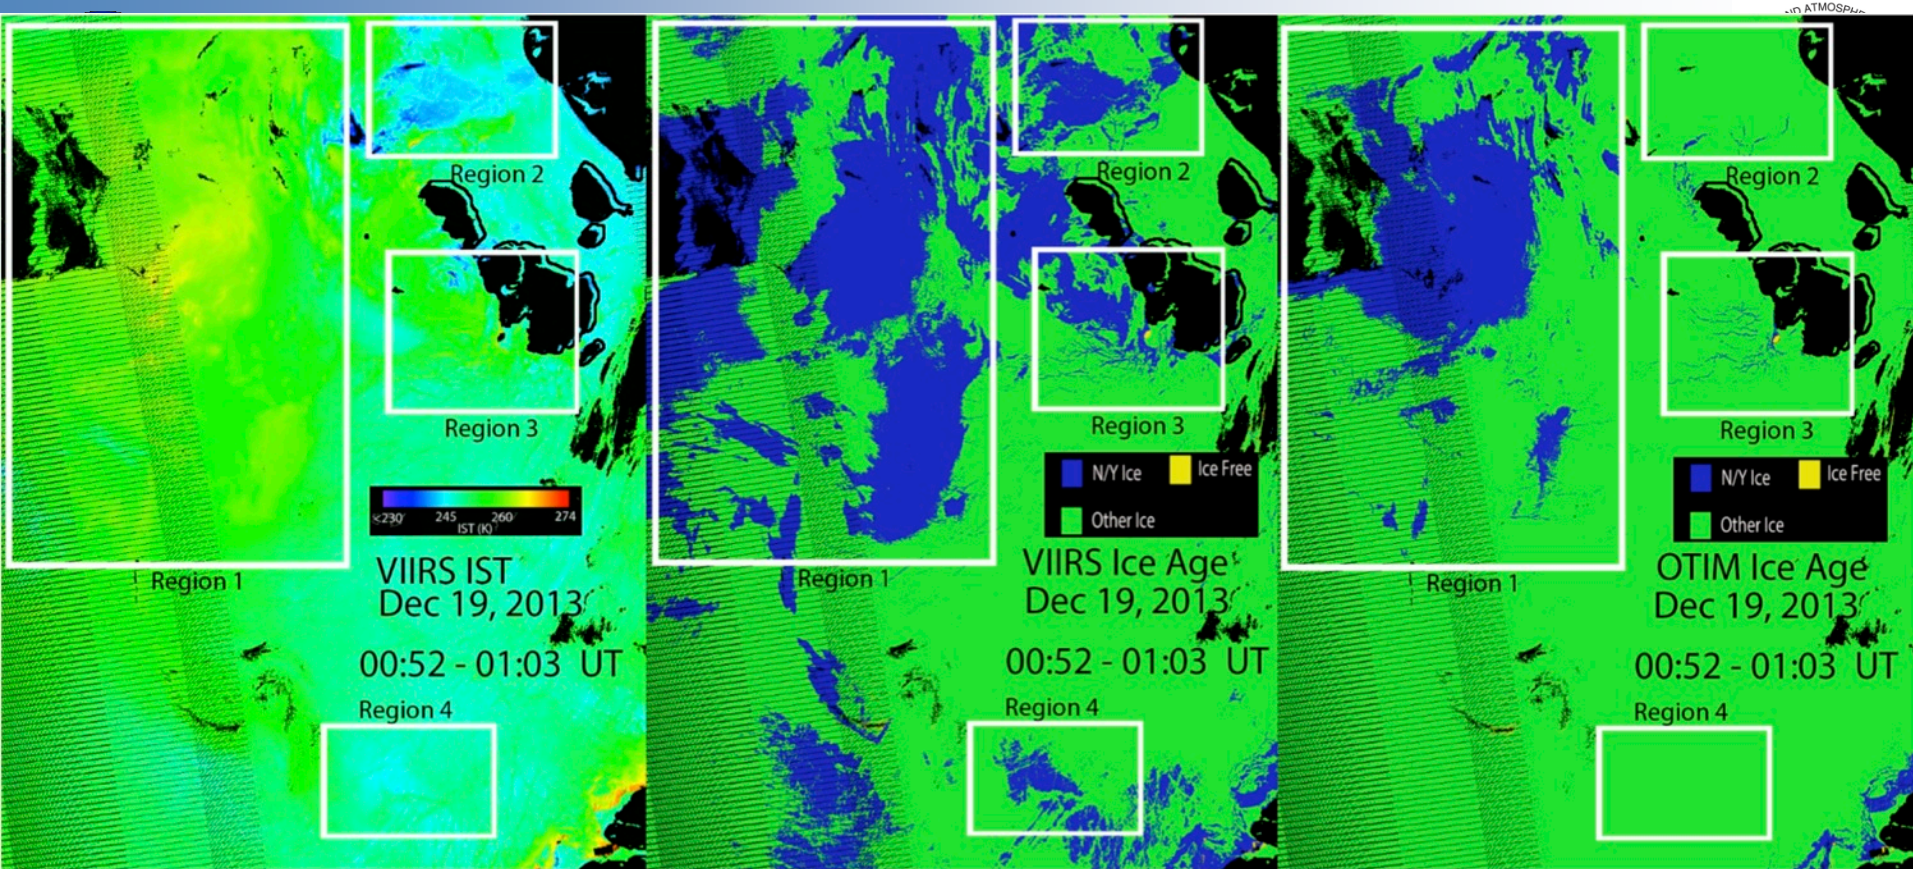 ND ATMOSPHE
Region 2
Region 3
<230 245 260 274
IST (K)
VIIRS IST
Dec 19, 2013
Region 1
00:52 - 01:03 UT
Region 4
Region 2
Region 3
N/Y Ice
Ice Free
Other Ice
VIIRS Ice Age
Dec 19, 2013
Region 1
00:52 - 01:03 UT
Region 4
Region 2
Region 3
N/Y Ice
Ice Free
Other Ice
OTIM Ice Age
Dec 19, 2013
Region 1
00:52 - 01:03 UT
Region 4